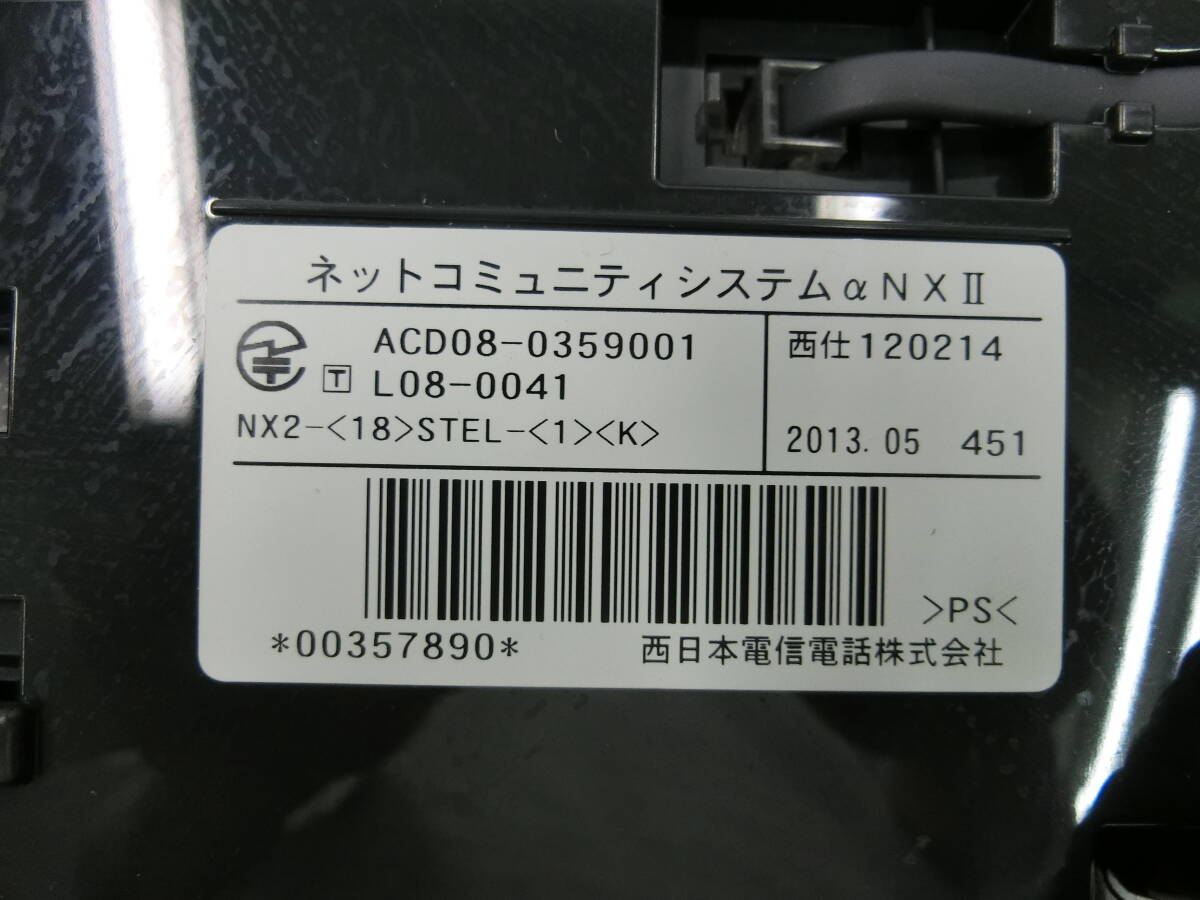 ネットコミュニティシステムαNXⅡ
ACD08-0359001
T L08-0041
NX2-<18>STEL-<1><K>
西仕120214
2013.05 451
*00357890*
>PS<
西日本電信電話株式会社